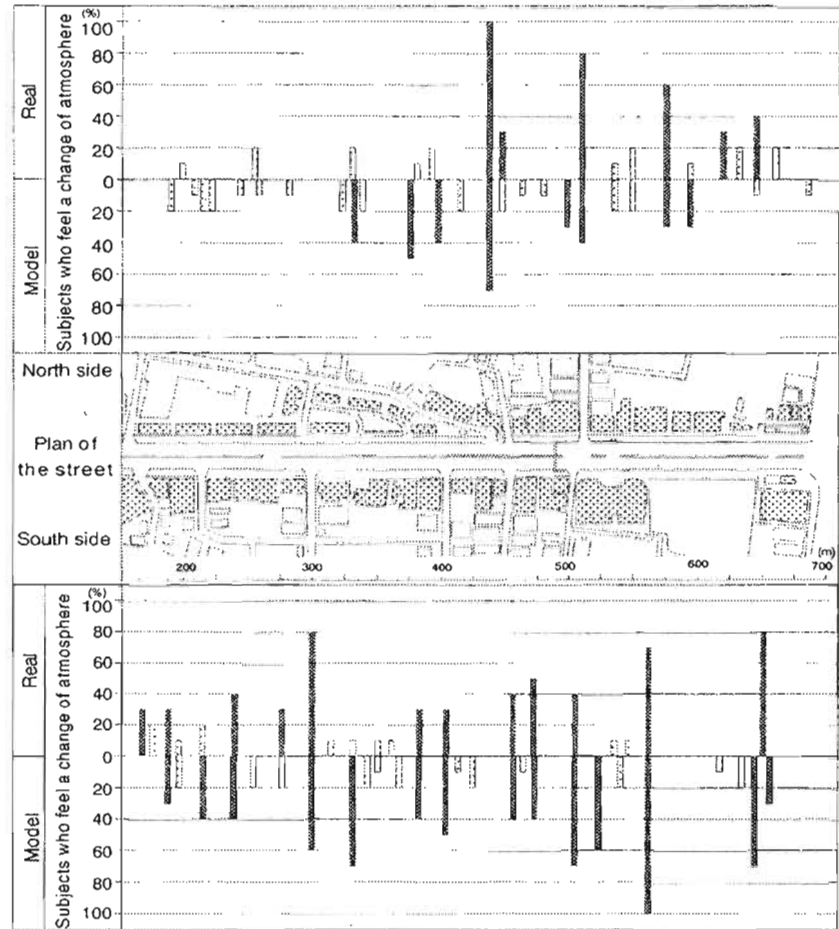 (%)
100
80
60
40
20
0
20
40
60
80
100
Real
Model
Subjects who feel a change of atmosphere
North side
Plan of
the street
South side
(m)
200
300
400
500
600
700
(%)
100
80
60
40
20
0
20
40
60
80
100
Real
Model
Subjects who feel a change of atmosphere